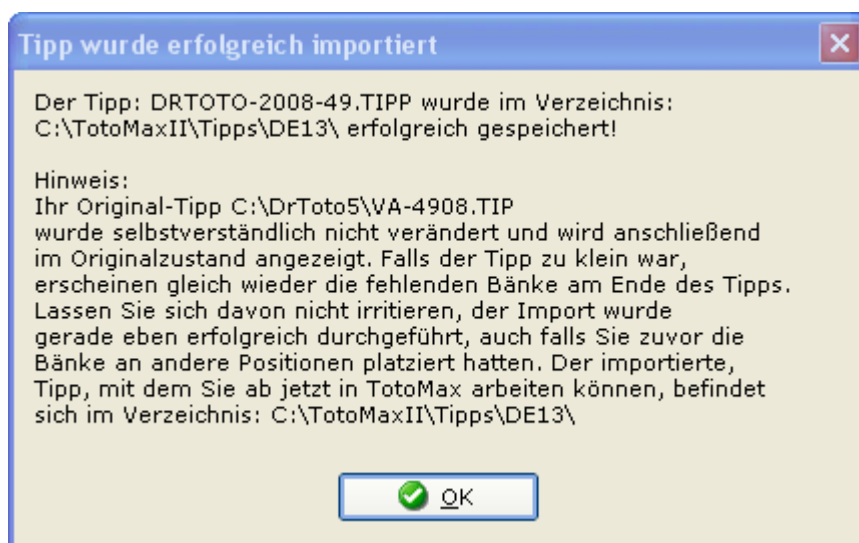 Tipp wurde erfolgreich importiert
Der Tipp: DRTOTO-2008-49.TIPP wurde im Verzeichnis:
C:\TotoMaxII\Tipps\DE13\ erfolgreich gespeichert!
Hinweis:
Ihr Original-Tipp C:\DrToto5\VA-4908.TIP
wurde selbstverständlich nicht verändert und wird anschließend
im Originalzustand angezeigt. Falls der Tipp zu klein war,
erscheinen gleich wieder die fehlenden Bänke am Ende des Tipps.
Lassen Sie sich davon nicht irritieren, der Import wurde
gerade eben erfolgreich durchgeführt, auch falls Sie zuvor die
Bänke an andere Positionen platziert hatten. Der importierte,
Tipp, mit dem Sie ab jetzt in TotoMax arbeiten können, befindet
sich im Verzeichnis: C:\TotoMaxII\Tipps\DE13\
OK